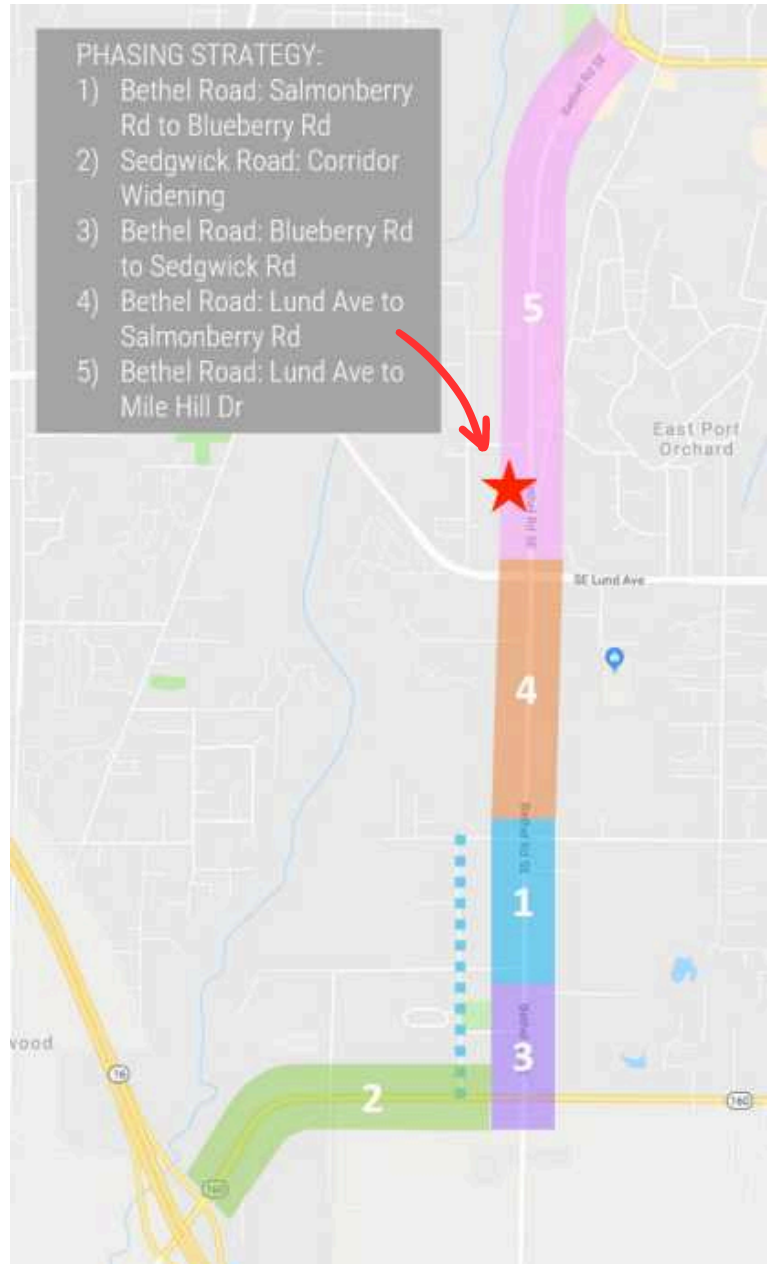 PHASING STRATEGY:
1) Bethel Road: Salmonberry
Rd to Blueberry Rd
2) Sedgwick Road: Corridor
Widening
3) Bethel Road: Blueberry Rd
to Sedgwick Rd
4) Bethel Road: Lund Ave to
Salmonberry Rd
5) Bethel Road: Lund Ave to
Mile Hill Dr
Bethel Rd SE
5
East Port
Orchard
SE Lund Ave
4
Bethel Rd SE
1
3
wood
16
2
160
160